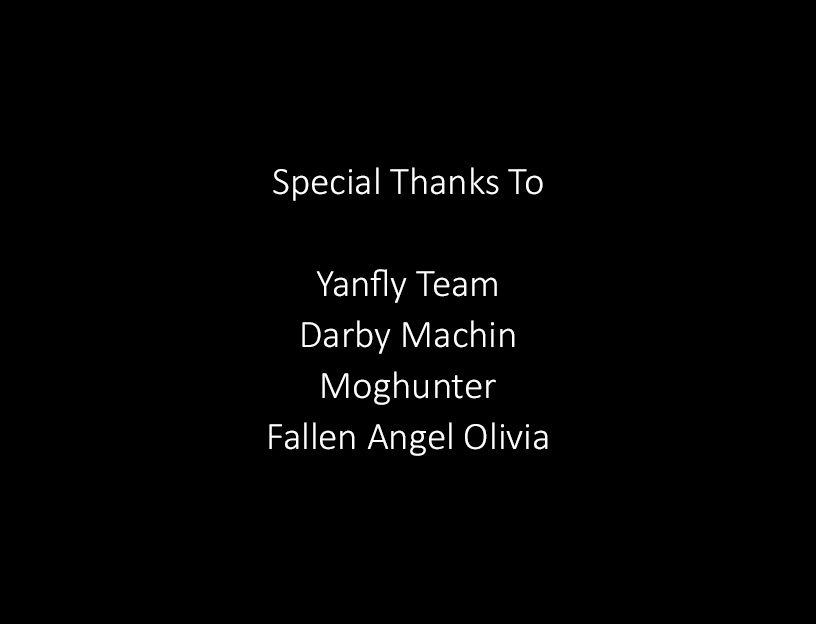 Special Thanks To
Yanfly Team
Darby Machin
Moghunter
Fallen Angel Olivia